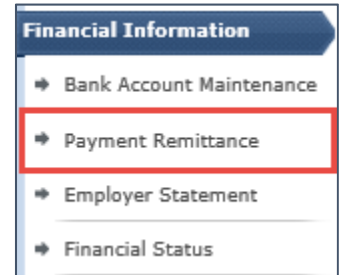 Financial Information
Bank Account Maintenance
Payment Remittance
Employer Statement
Financial Status